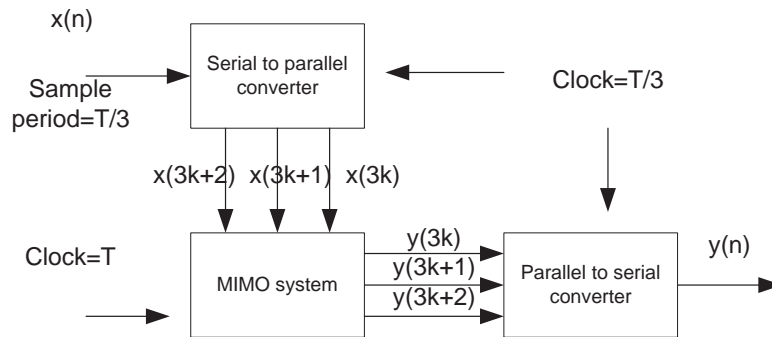 x(n)
Serial to parallel
converter
Sample
period=T/3
Clock=T/3
x(3k+2) x(3k+1) x(3k)
Clock=T
MIMO system
y(3k)
y(3k+1)
y(3k+2)
Parallel to serial
converter
y(n)